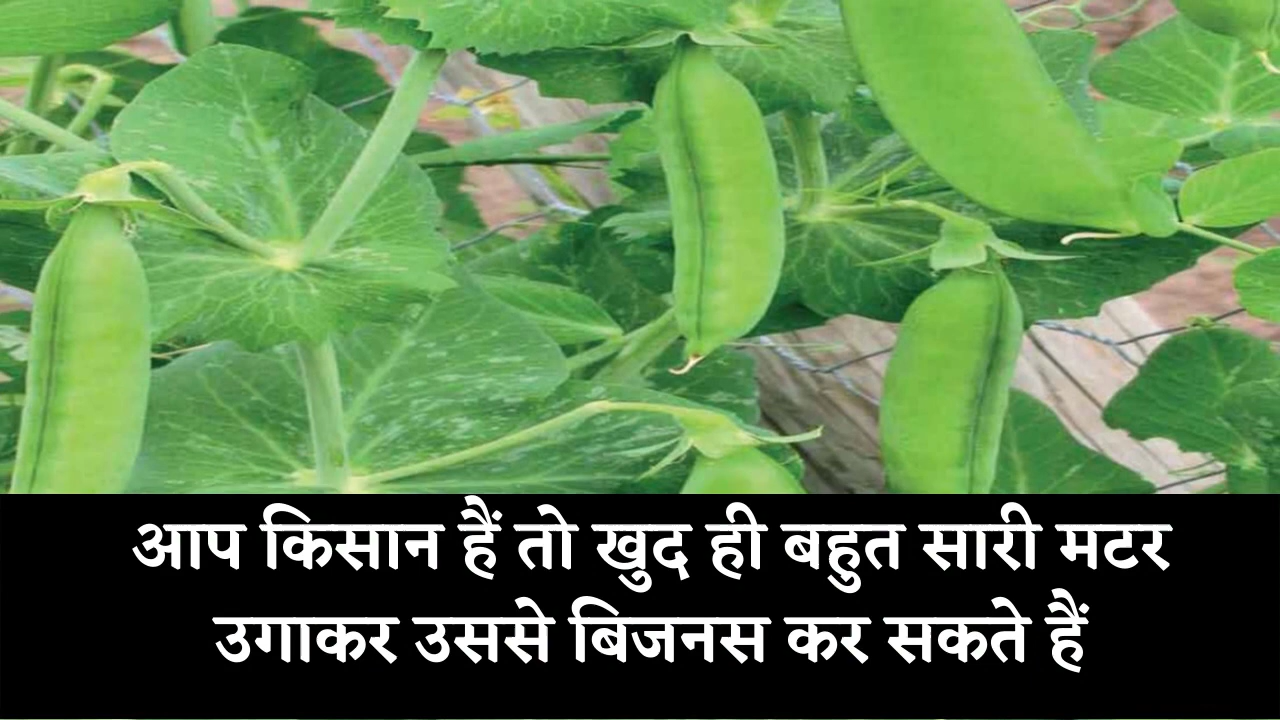 आप किसान हैं तो खुद ही बहुत सारी मटर
उगाकर उससे बिजनस कर सकते हैं